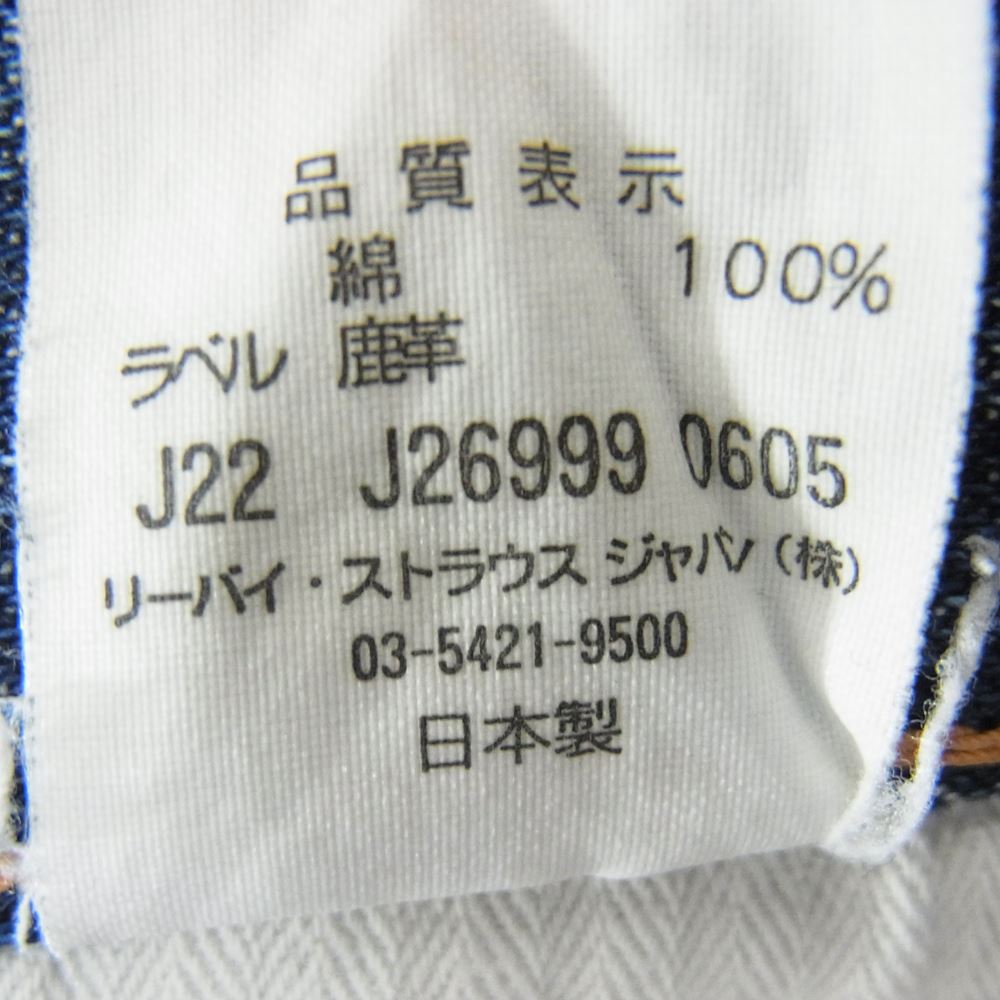 品質表示
綿 100%
ラベル 鹿革
J22 J26999 0605
リーバイ・ストラウス ジャパン(株)
03-5421-9500
日本製